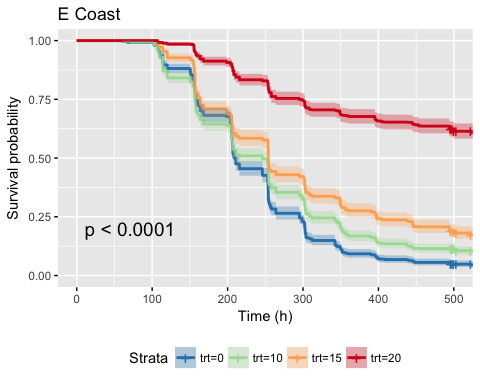 E Coast
Survival probability
1.00
0.75
0.50
0.25
0.00
p < 0.0001
0 100 200 300 400 500
Time (h)
Strata trt=0 trt=10 trt=15 trt=20